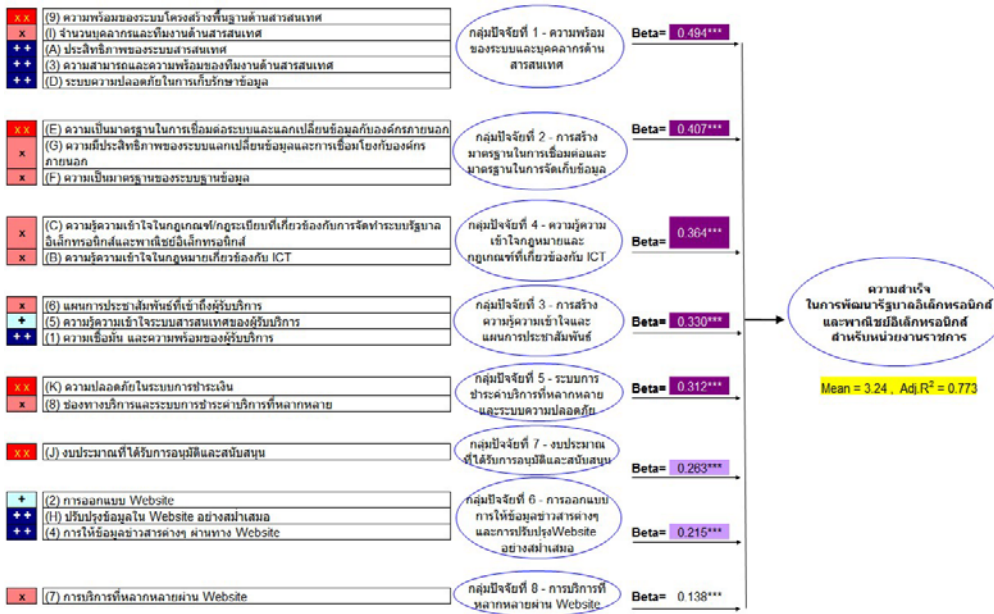 x x (9) ความพร้อมของระบบโครงสร้างพื้นฐานด้านสารสนเทศ
x (I) จำนวนบุคลากรและทีมงานด้านสารสนเทศ
+ + (A) ประสิทธิภาพของระบบสารสนเทศ
+ + (3) ความสามารถและความพร้อมของทีมงานด้านสารสนเทศ
+ + (D) ระบบความปลอดภัยในการเก็บรักษาข้อมูล
กลุ่มปัจจัยที่ 1 - ความพร้อม
ของระบบและบุคคลากรด้าน
สารสนเทศ
Beta= 0.494***
x x (E) ความเป็นมาตรฐานในการเชื่อมต่อระบบและแลกเปลี่ยนข้อมูลกับองค์กรภายนอก
x (G) ความมีประสิทธิภาพของระบบแลกเปลี่ยนข้อมูลและการเชื่อมโยงกับองค์กร
ภายนอก
x (F) ความเป็นมาตรฐานของระบบฐานข้อมูล
กลุ่มปัจจัยที่ 2 - การสร้าง
มาตรฐานในการเชื่อมต่อและ
มาตรฐานในการจัดเก็บข้อมูล
Beta= 0.407***
x (C) ความรู้ความเข้าใจในกฎเกณฑ์/กฎระเบียบที่เกี่ยวข้องกับการจัดทำระบบรัฐบาล
อิเล็กทรอนิกส์และพาณิชย์อิเล็กทรอนิกส์
x (B) ความรู้ความเข้าใจในกฎหมายเกี่ยวข้องกับ ICT
กลุ่มปัจจัยที่ 4 - ความรู้ความ
เข้าใจกฎหมายและ
กฎเกณฑ์ที่เกี่ยวข้องกับ ICT
Beta= 0.364***
x (6) แผนการประชาสัมพันธ์ที่เข้าถึงผู้รับบริการ
+ (5) ความรู้ความเข้าใจระบบสารสนเทศของผู้รับบริการ
+ + (1) ความเชื่อมั่น และความพร้อมของผู้รับบริการ
กลุ่มปัจจัยที่ 3 - การสร้าง
ความรู้ความเข้าใจและ
แผนการประชาสัมพันธ์
Beta= 0.330***
ความสำเร็จ
ในการพัฒนารัฐบาลอิเล็กทรอนิกส์
และพาณิชย์อิเล็กทรอนิกส์
สำหรับหน่วยงานราชการ
Mean = 3.24 , Adj.R² = 0.773
x x (K) ความปลอดภัยในระบบการชำระเงิน
x (8) ช่องทางบริการและระบบการชำระค่าบริการที่หลากหลาย
กลุ่มปัจจัยที่ 5 - ระบบการ
ชำระค่าบริการที่หลากหลาย
และระบบความปลอดภัย
Beta= 0.312***
x x (J) งบประมาณที่ได้รับการอนุมัติและสนับสนุน
กลุ่มปัจจัยที่ 7 - งบประมาณ
ที่ได้รับการอนุมัติและสนับสนุน
Beta= 0.263***
+ (2) การออกแบบ Website
+ + (H) ปรับปรุงข้อมูลใน Website อย่างสม่ำเสมอ
+ + (4) การให้ข้อมูลข่าวสารต่างๆ ผ่านทาง Website
กลุ่มปัจจัยที่ 6 - การออกแบบ
การให้ข้อมูลข่าวสารต่างๆ
และการปรับปรุงWebsite
อย่างสม่ำเสมอ
Beta= 0.215***
x (7) การบริการที่หลากหลายผ่าน Website
กลุ่มปัจจัยที่ 8 - การบริการที่
หลากหลายผ่าน Website
Beta= 0.138***